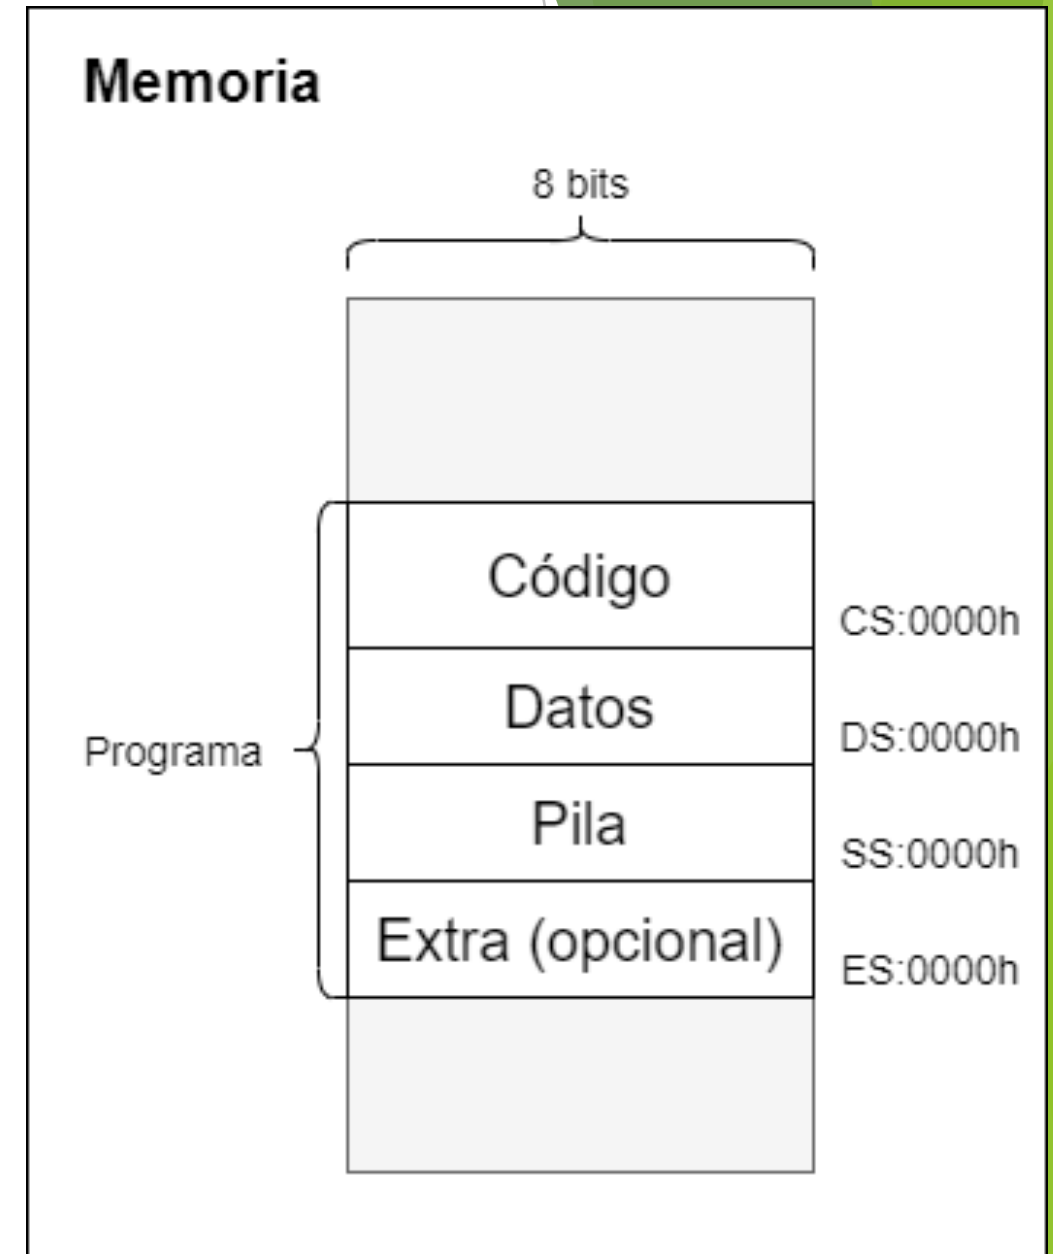 Memoria
8 bits
Código
CS:0000h
Datos
DS:0000h
Programa
Pila
SS:0000h
Extra (opcional)
ES:0000h